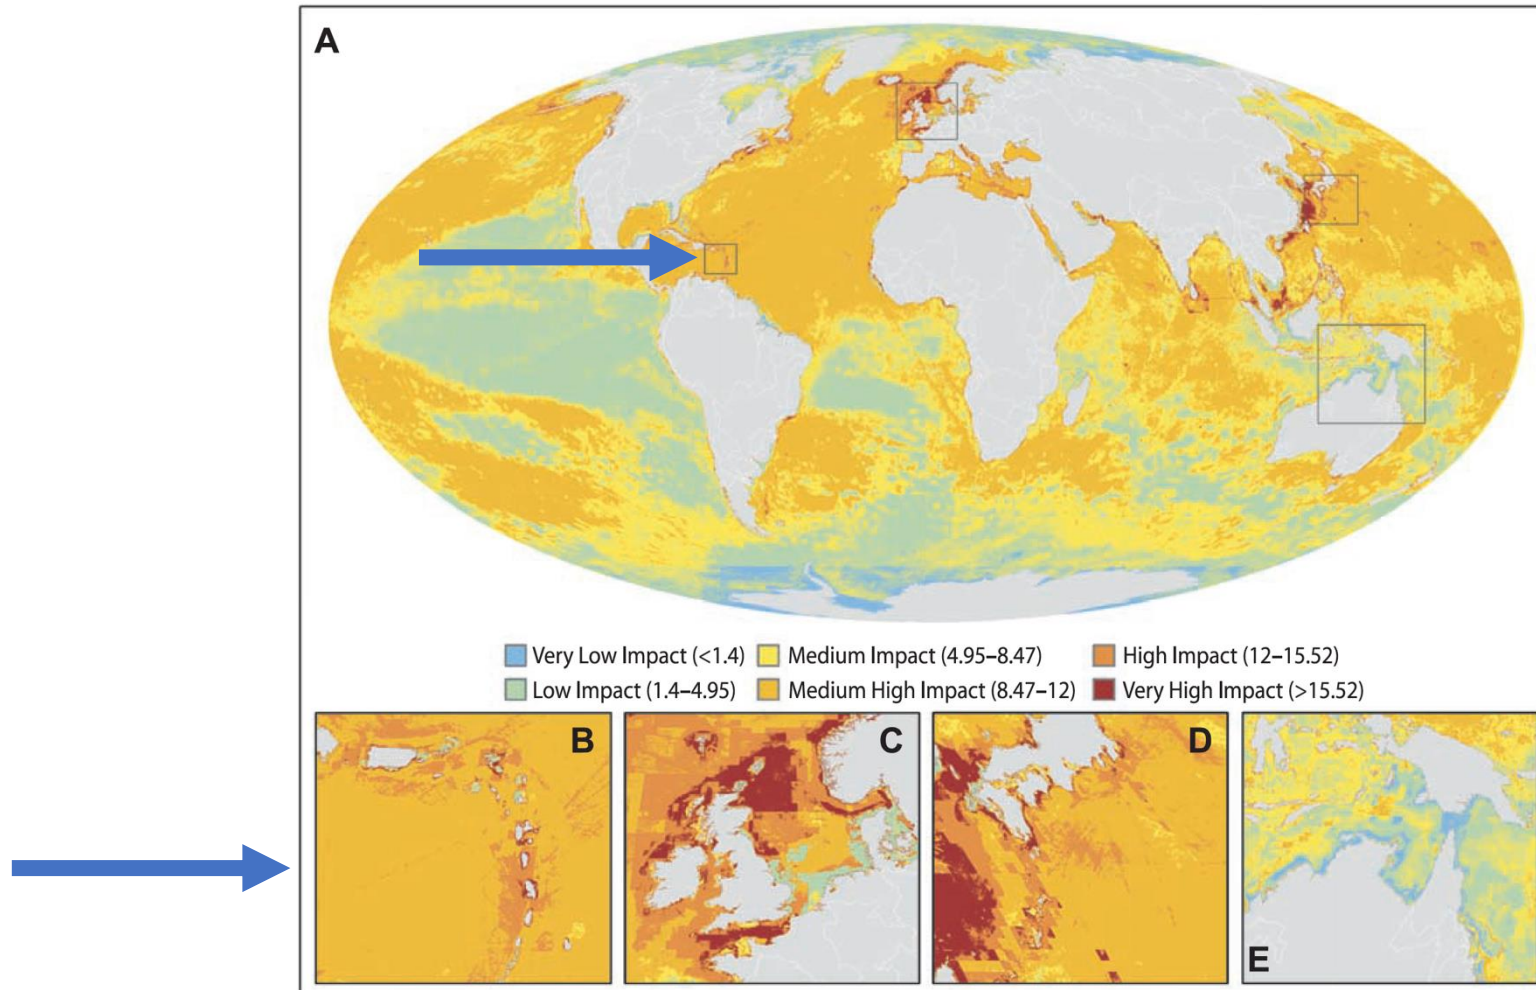 A
Very Low Impact (<1.4)
Medium Impact (4.95–8.47)
High Impact (12–15.52)
Low Impact (1.4–4.95)
Medium High Impact (8.47–12)
Very High Impact (>15.52)
B
C
D
E